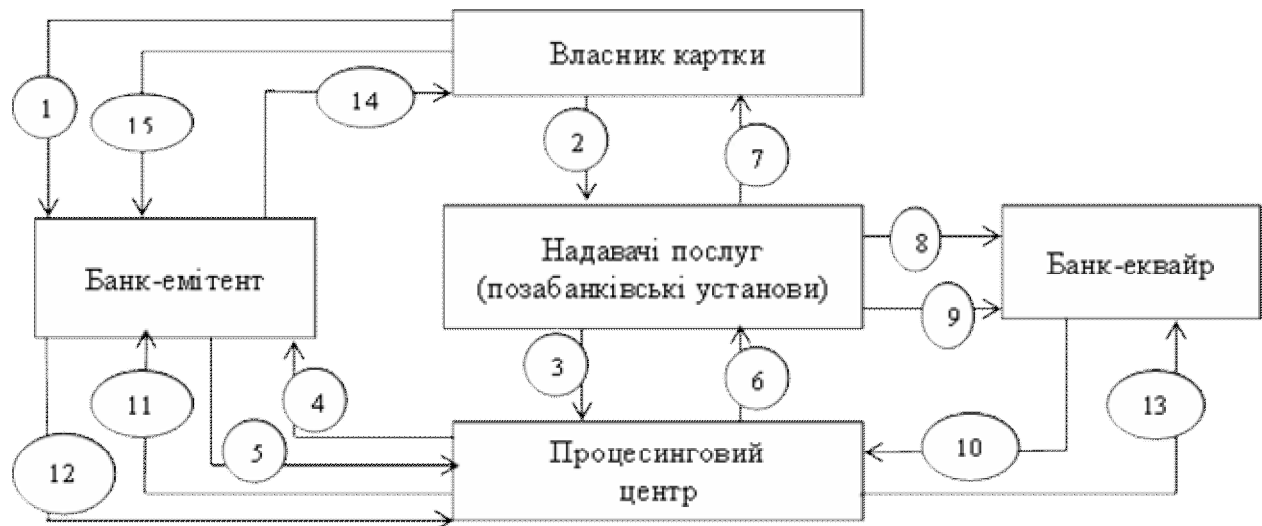 Власник картки
1
15
14
2
7
Банк-емітент
Надавачі послуг
(позабанківські установи)
8
9
Банк-еквайр
3
6
11
4
5
12
13
10
Процесинговий
центр